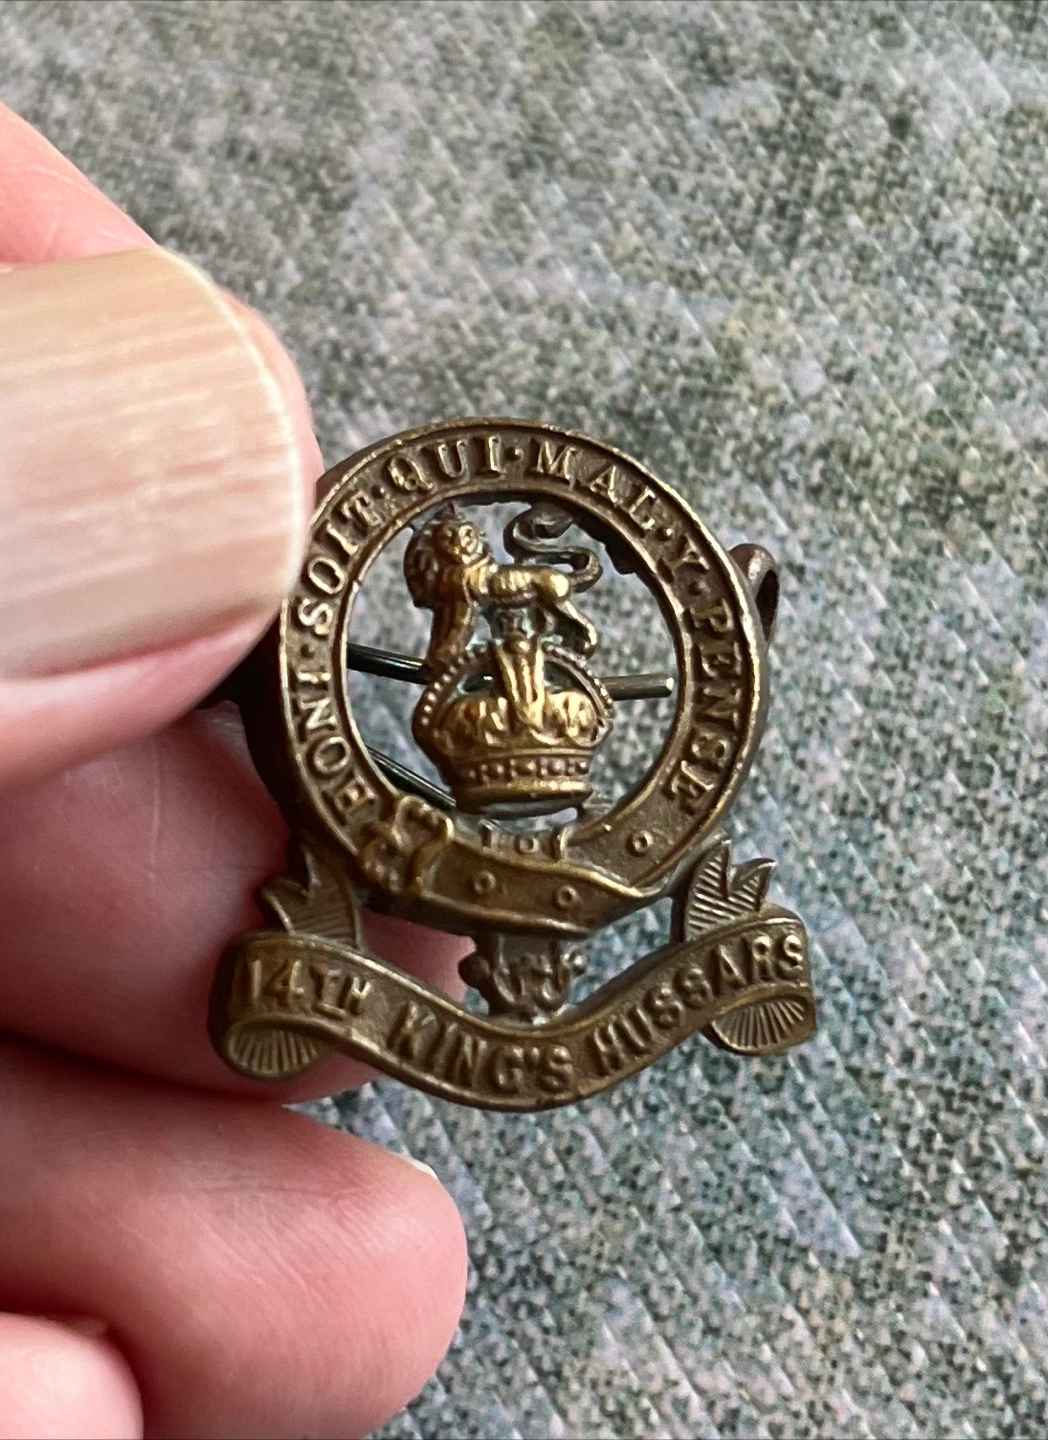 HONI·SOIT·QUI·MAL·Y·PENSE
14TH KING'S HUSSARS